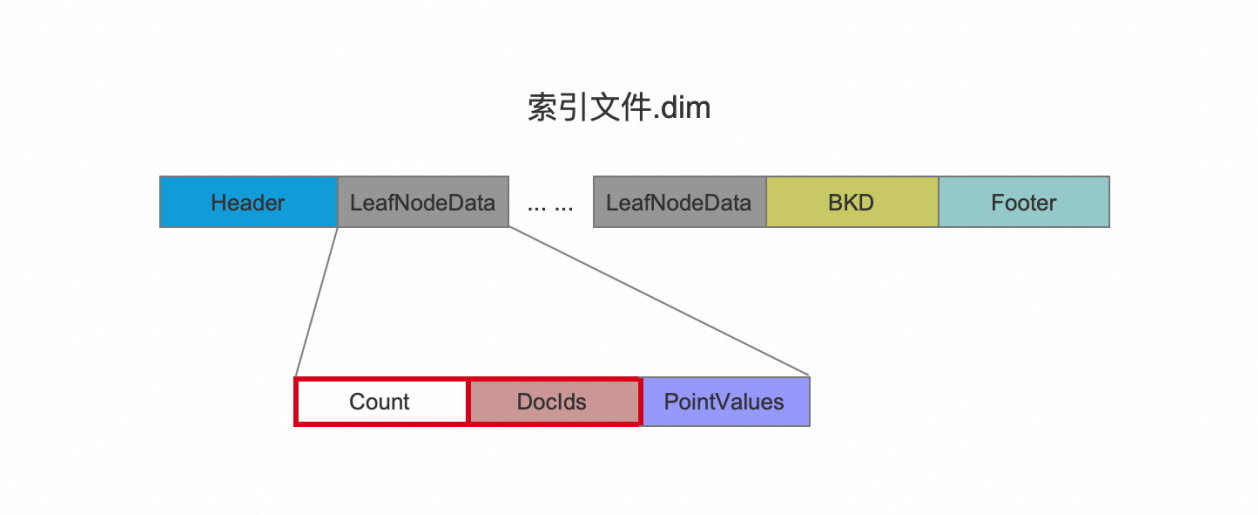 索引文件.dim
Header LeafNodeData ... ... LeafNodeData BKD Footer
Count DocIds PointValues